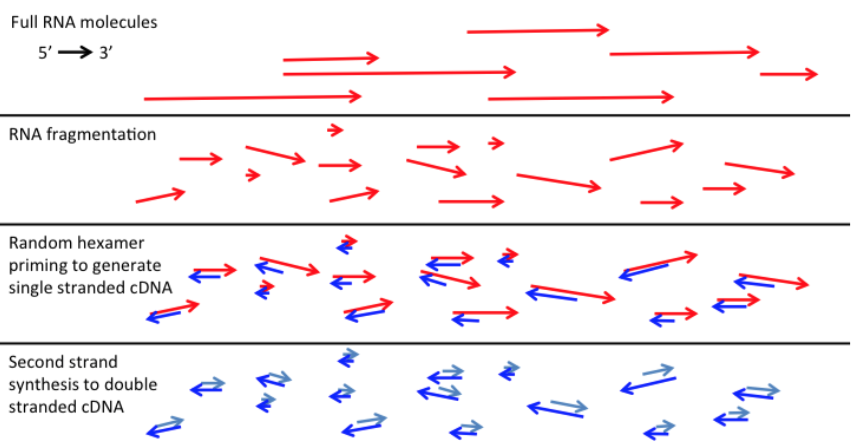 Full RNA molecules
5′ 3′
RNA fragmentation
Random hexamer
priming to generate
single stranded cDNA
Second strand
synthesis to double
stranded cDNA